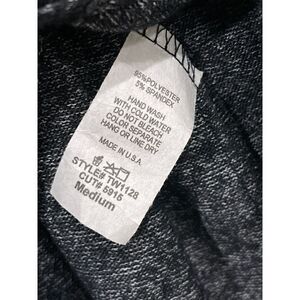 95% POLYESTER
5% SPANDEX
HAND WASH
WITH COLD WATER
DO NOT BLEACH
COLOR SEPARATE
HANG OR LINE DRY
MADE IN U.S.A.
STYLE# TW1128
CUT# 5915
Medium